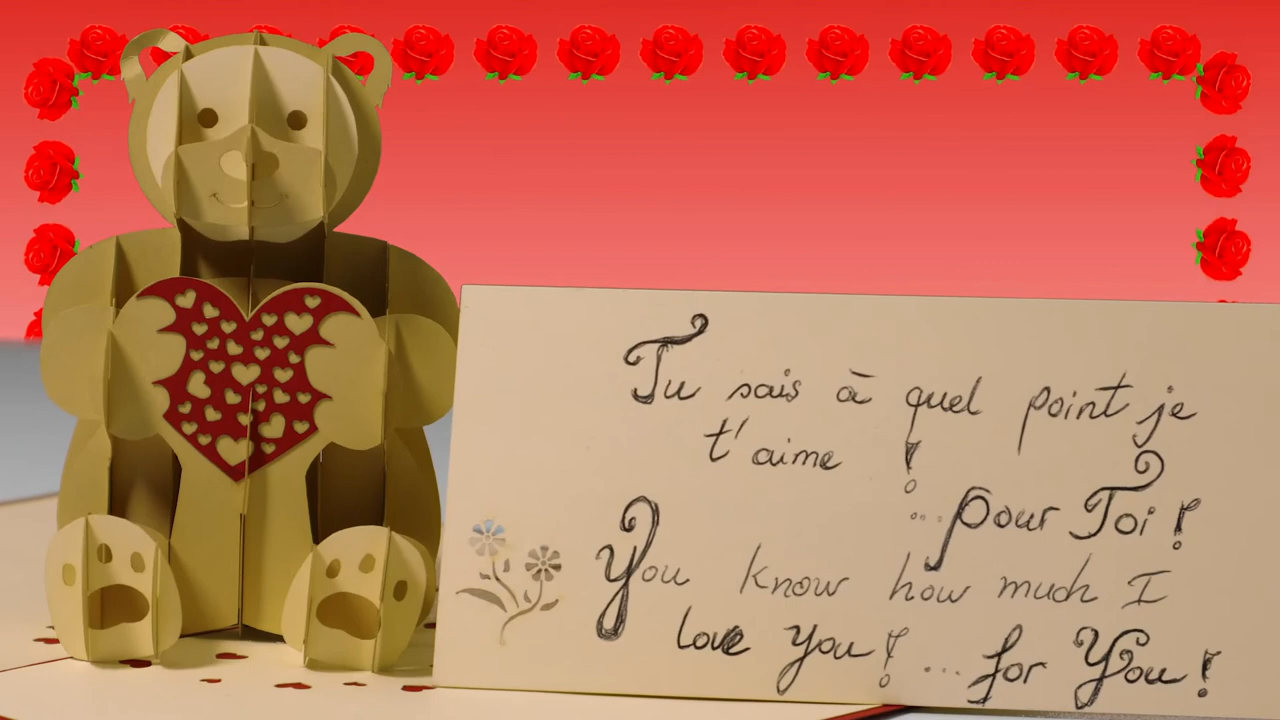 Tu sais à quel point je
t'aime !
... pour Toi !
You know how much I
love you! ... for You!